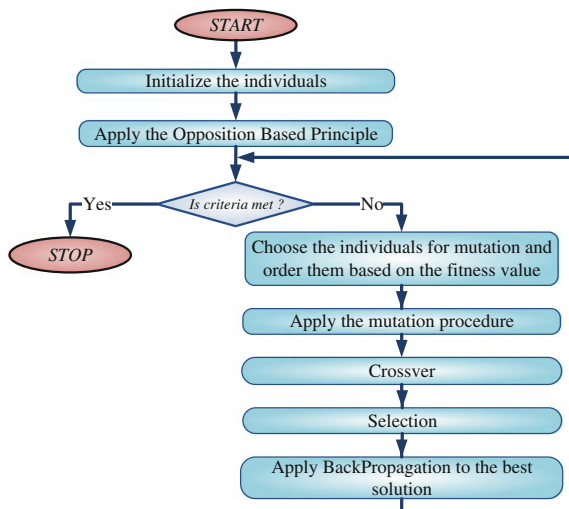 START
Initialize the individuals
Apply the Opposition Based Principle
Yes
Is criteria met ?
No
STOP
Choose the individuals for mutation and
order them based on the fitness value
Apply the mutation procedure
Crossver
Selection
Apply BackPropagation to the best
solution